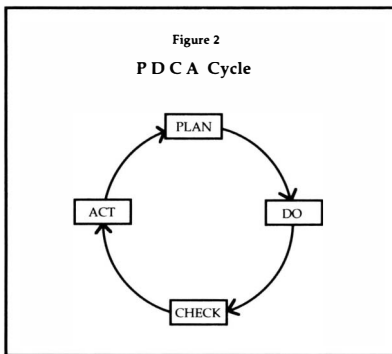 Figure 2
P D C A Cycle
PLAN
ACT
DO
CHECK